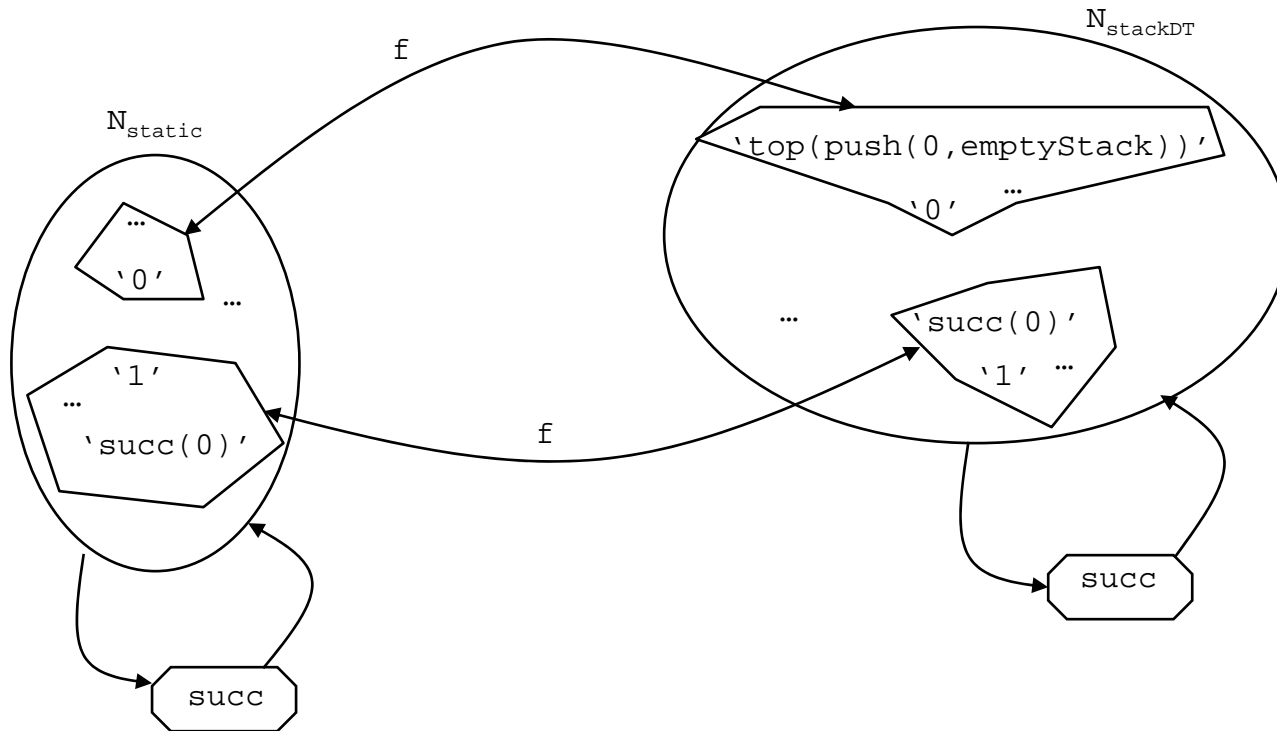 N_stackDT
f
N_static
‘top(push(0,emptyStack))’
…
…
‘0’
‘0’
…
…
‘succ(0)’
‘1’
‘1’ …
…
‘succ(0)’
f
succ
succ